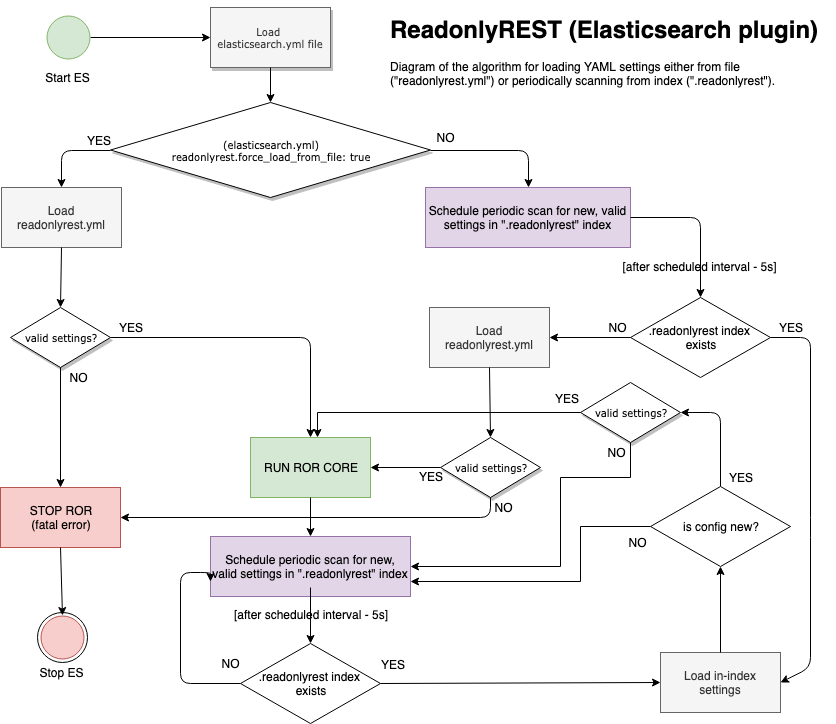 ReadonlyREST (Elasticsearch plugin)
Diagram of the algorithm for loading YAML settings either from file
("readonlyrest.yml") or periodically scanning from index (".readonlyrest").
Start ES
Load
elasticsearch.yml file
(elasticsearch.yml)
readonlyrest.force_load_from_file: true
YES
NO
Load
readonlyrest.yml
Schedule periodic scan for new, valid
settings in ".readonlyrest" index
[after scheduled interval - 5s]
valid settings?
YES
NO
.readonlyrest index
exists
NO
YES
Load
readonlyrest.yml
valid settings?
YES
NO
valid settings?
YES
NO
RUN ROR CORE
STOP ROR
(fatal error)
is config new?
YES
NO
Schedule periodic scan for new,
valid settings in ".readonlyrest" index
[after scheduled interval - 5s]
.readonlyrest index
exists
NO
YES
Load in-index
settings
Stop ES